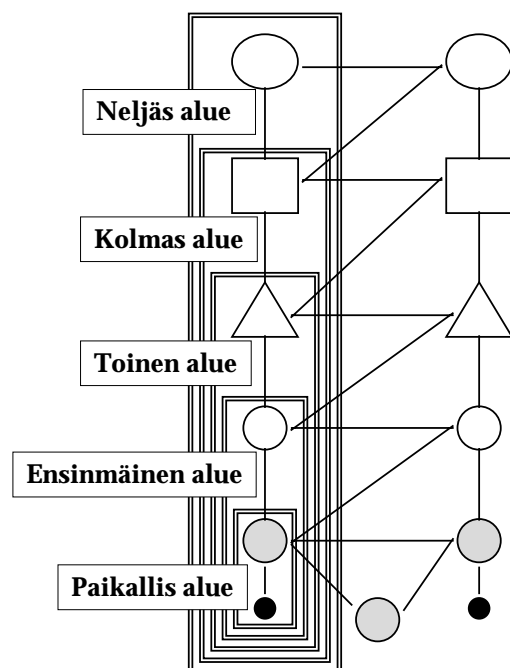 Neljäs alue
Kolmas alue
Toinen alue
Ensinmäinen alue
Paikallis alue